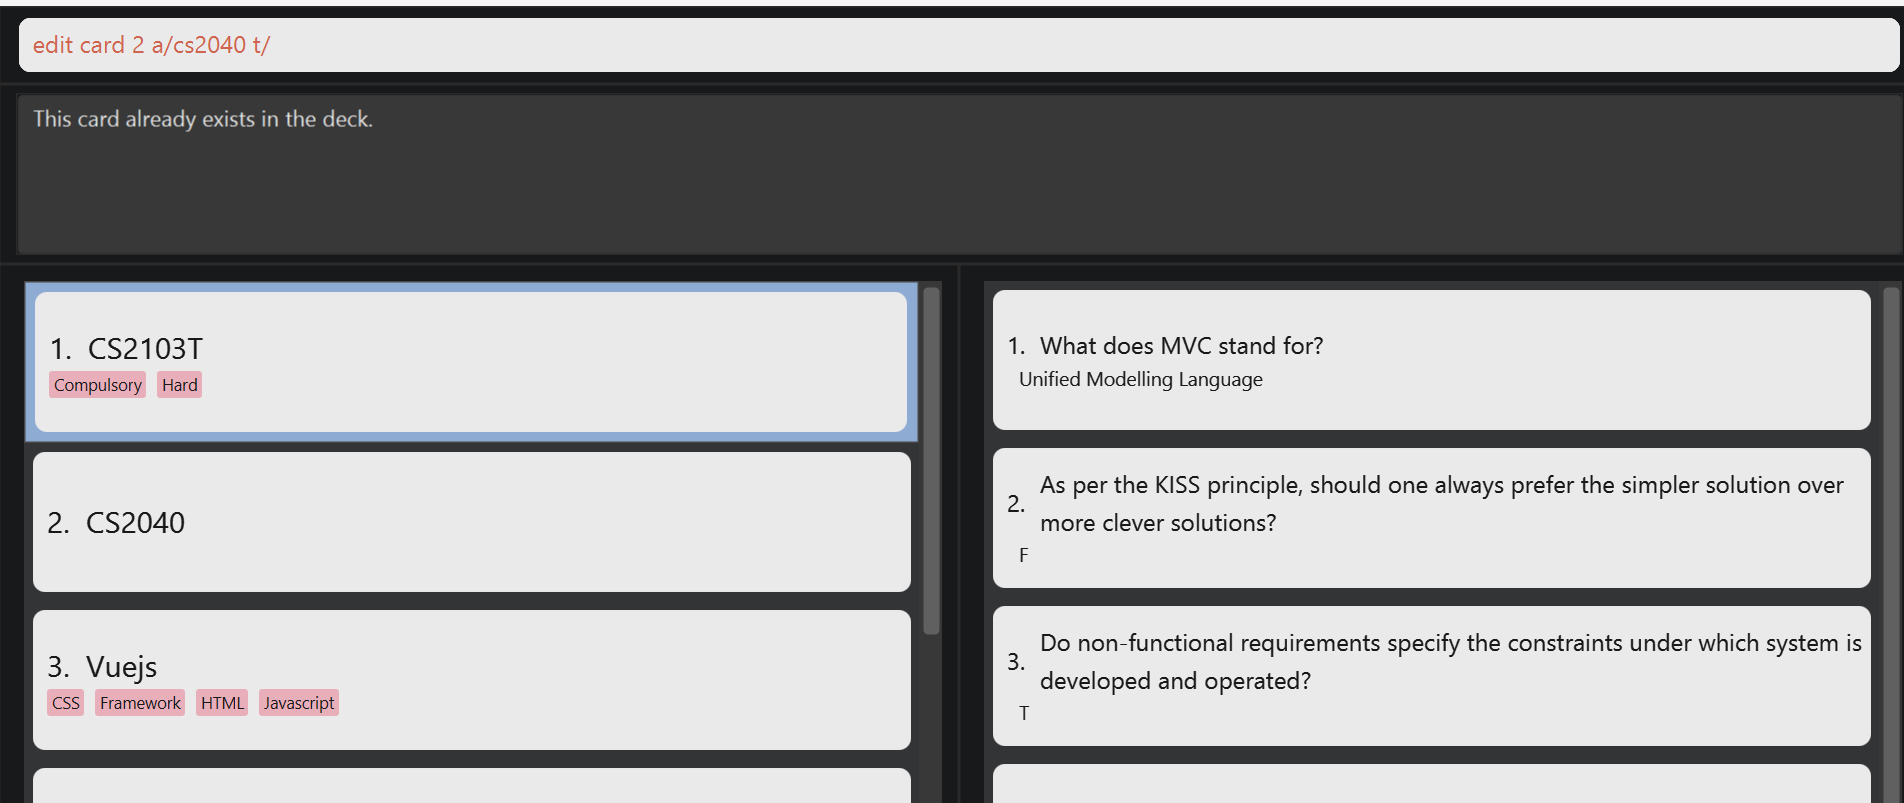 edit card 2 a/cs2040 t/
This card already exists in the deck.
1. CS2103T
Compulsory Hard
2. CS2040
3. Vuejs
CSS Framework HTML Javascript
1. What does MVC stand for?
Unified Modelling Language
2. As per the KISS principle, should one always prefer the simpler solution over
more clever solutions?
F
3. Do non-functional requirements specify the constraints under which system is
developed and operated?
T